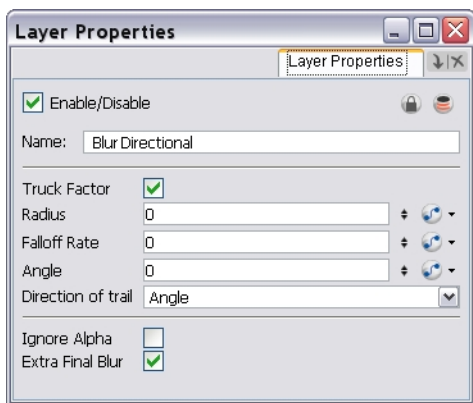 Layer Properties
Layer Properties
Enable/Disable
Name: Blur Directional
Truck Factor
Radius 0
Falloff Rate 0
Angle 0
Direction of trail Angle
Ignore Alpha
Extra Final Blur